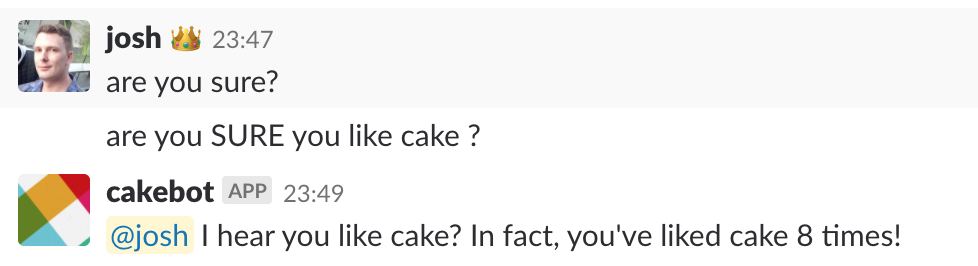 josh 👑 23:47
are you sure?
are you SURE you like cake ?
cakebot APP 23:49
@josh I hear you like cake? In fact, you've liked cake 8 times!